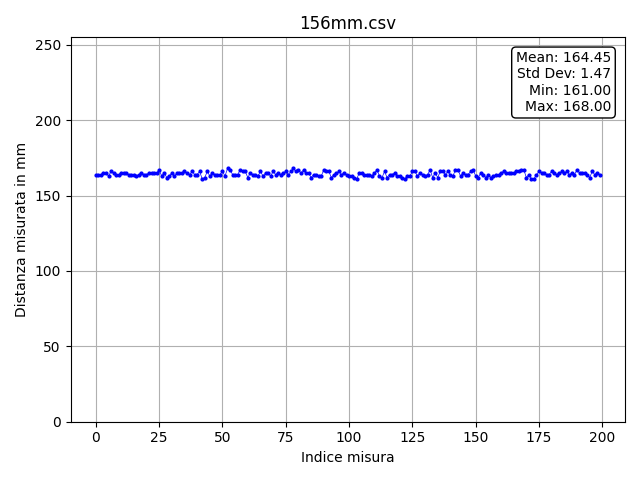 156mm.csv
Mean: 164.45
Std Dev: 1.47
Min: 161.00
Max: 168.00
250
200
150
100
50
0
Distanza misurata in mm
0 25 50 75 100 125 150 175 200
Indice misura